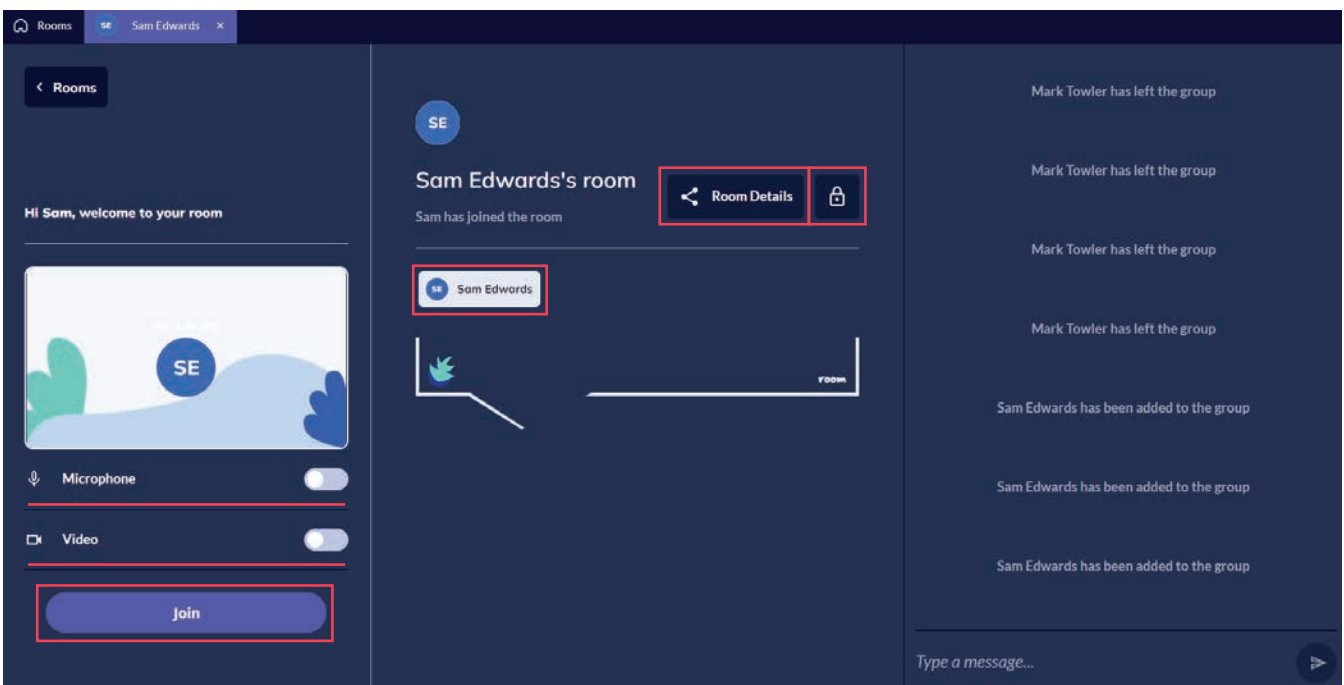 Rooms
SE Sam Edwards ×
Rooms
Hi Sam, welcome to your room
SE
Microphone
Video
Join
SE
Sam Edwards's room
Sam has joined the room
Room Details
SE Sam Edwards
room
Mark Towler has left the group
Mark Towler has left the group
Mark Towler has left the group
Mark Towler has left the group
Sam Edwards has been added to the group
Sam Edwards has been added to the group
Sam Edwards has been added to the group
Type a message...